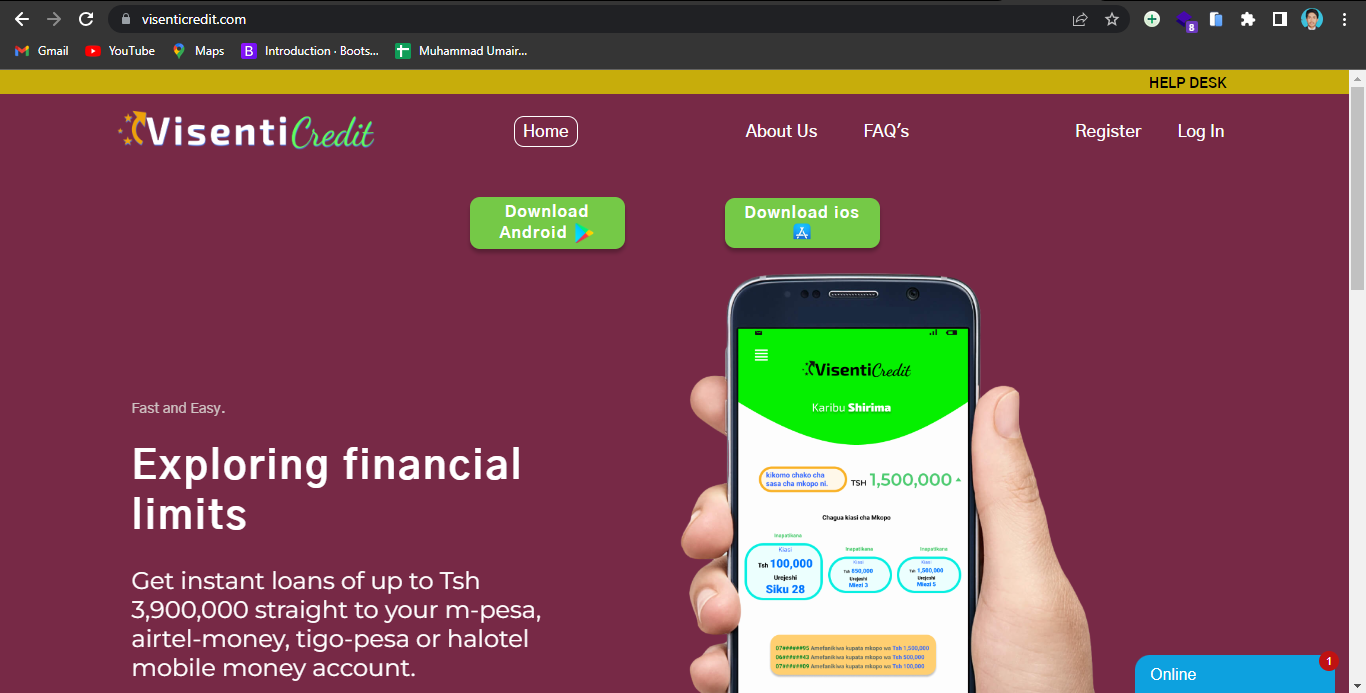 visenticredit.com
8
Gmail
YouTube
Maps
B
Introduction · Boots...
Muhammad Umair...
HELP DESK
VisentiCredit
Home
About Us
FAQ's
Register
Log In
Download
Android
Download ios
VisentiCredit
Karibu Shirima
Fast and Easy.
Exploring financial
limits
kikomo chako cha
sasa cha mkopo ni.
TSH 1,500,000
Chagua kiasi cha Mkopo
Inapatikana
Inapatikana
Inapatikana
Kiasi
Tsh 100,000
Urejeshi
Siku 28
Kiasi
Tsh 850,000
Urejeshi
Miezi 3
Kiasi
Tsh 1,500,000
Urejeshi
Miezi 5
Get instant loans of up to Tsh
3,900,000 straight to your m-pesa,
airtel-money, tigo-pesa or halotel
mobile money account.
07######95 Amefanikiwa kupata mkopo wa Tsh 1,500,000
06######43 Amefanikiwa kupata mkopo wa Tsh 500,000
07######09 Amefanikiwa kupata mkopo wa Tsh 100,000
Online
1